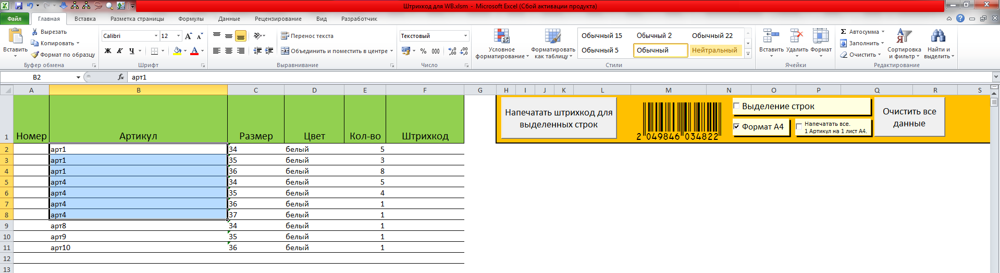 Штрихкод для WB.xlsm - Microsoft Excel (Сбой активации продукта)
Файл Главная Вставка Разметка страницы Формулы Данные Рецензирование Вид Разработчик
Вставить
Вырезать
Копировать
Формат по образцу
Буфер обмена
Calibri 12
Ж К Ч
Шрифт
Перенос текста
Объединить и поместить в центре
Выравнивание
Текстовый
% 000
Число
Условное форматирование
Форматировать как таблицу
Обычный 15 Обычный 2 Обычный 22
Обычный 5 Обычный Нейтральный
Стили
Вставить Удалить Формат
Ячейки
Автосумма
Заполнить
Очистить
Сортировка и фильтр
Найти и выделить
Редактирование
B2 fx арт1
A B C D E F G H I J K L M N O P Q R S
1 Номер Артикул Размер Цвет Кол-во Штрихкод
Напечатать штрихкод для
выделенных строк
2 049846 034822
Выделение строк
Формат А4
Напечатать все.
1 Артикул на 1 лист А4.
Очистить все
данные
2 арт1 34 белый 5
3 арт1 35 белый 3
4 арт1 36 белый 8
5 арт4 34 белый 5
6 арт4 35 белый 4
7 арт4 36 белый 1
8 арт4 37 белый 1
9 арт8 34 белый 1
10 арт9 35 белый 1
11 арт10 36 белый 1
12
13